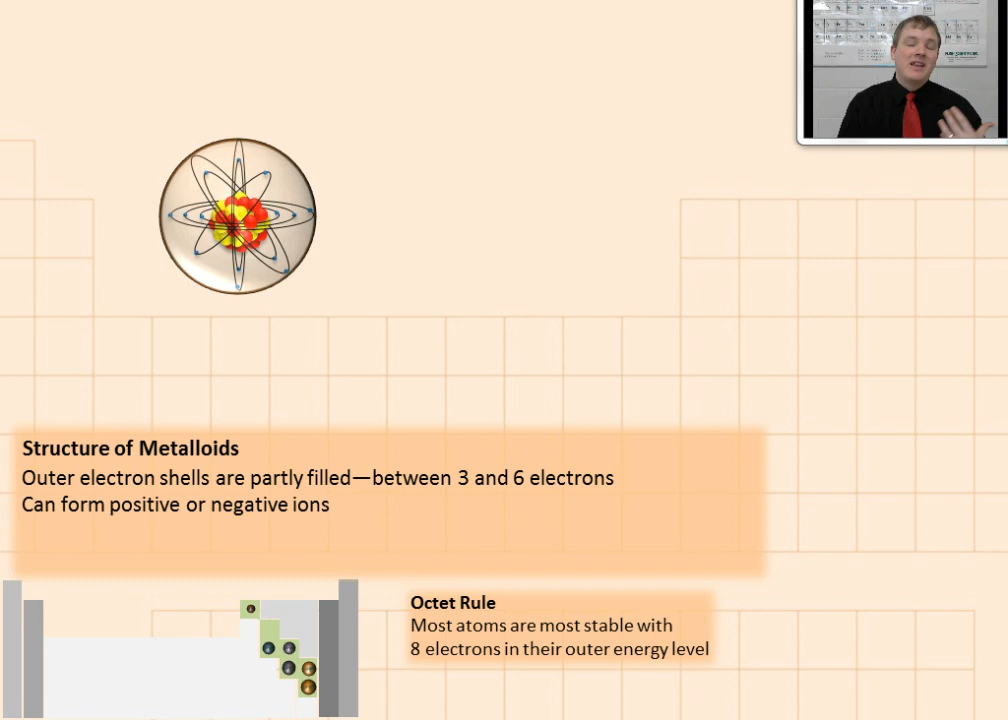 Structure of Metalloids
Outer electron shells are partly filled—between 3 and 6 electrons
Can form positive or negative ions
Octet Rule
Most atoms are most stable with
8 electrons in their outer energy level